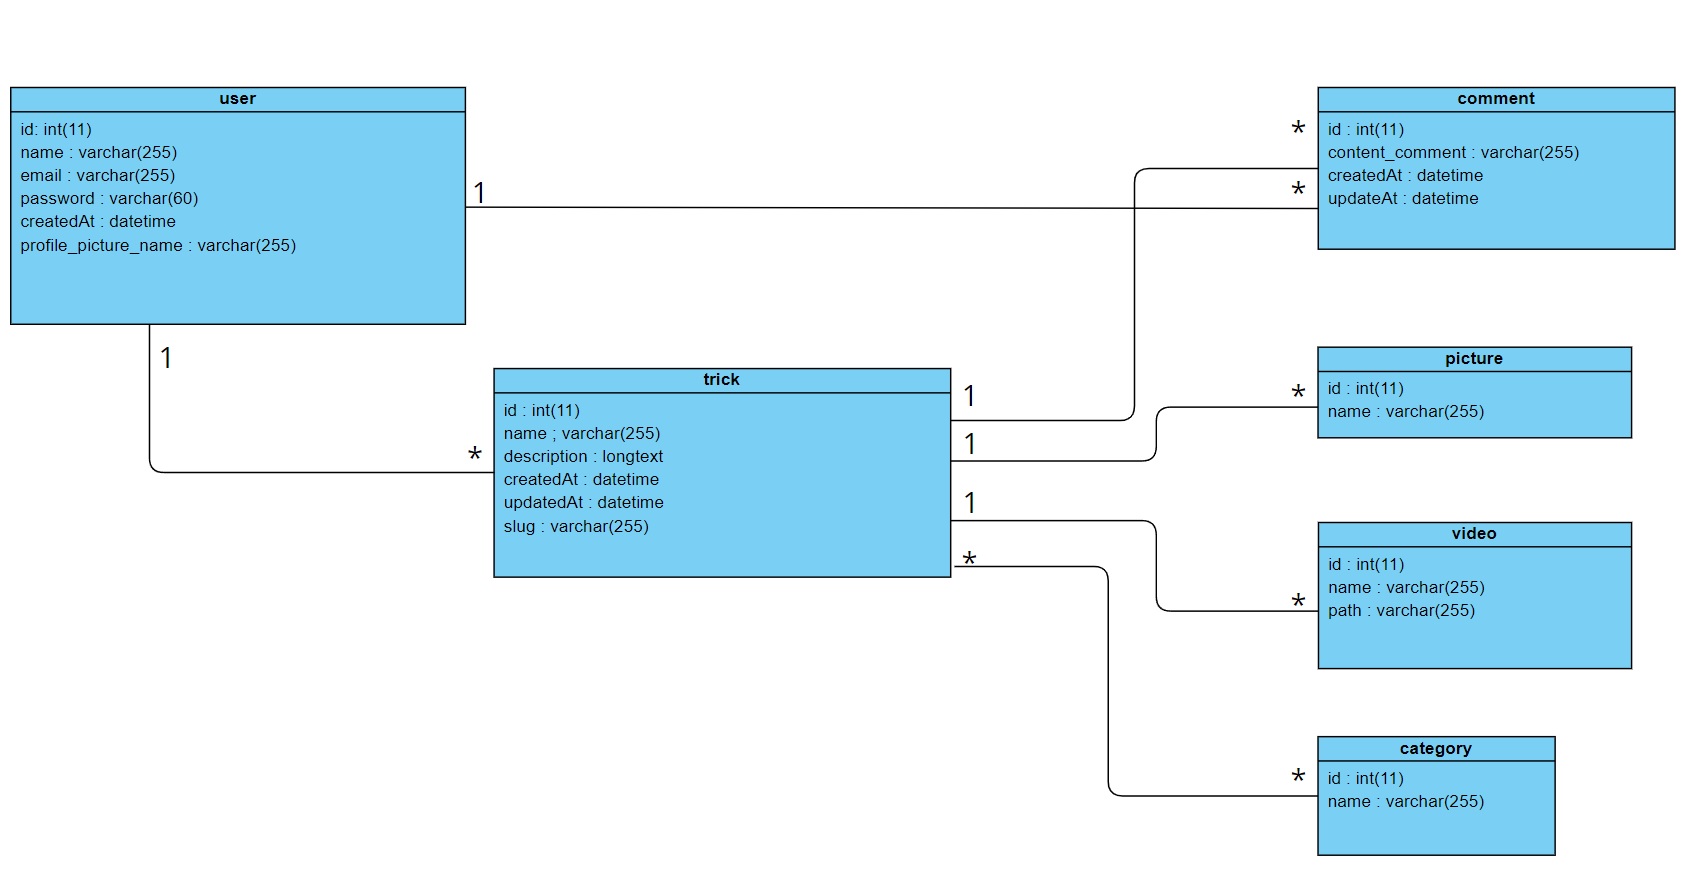 user
id: int(11)
name : varchar(255)
email : varchar(255)
password : varchar(60)
createdAt : datetime
profile_picture_name : varchar(255)
1
1
*
comment
id : int(11)
content_comment : varchar(255)
createdAt : datetime
updateAt : datetime
*
*
trick
id : int(11)
name ; varchar(255)
description : longtext
createdAt : datetime
updatedAt : datetime
slug : varchar(255)
1
1
1
*
picture
id : int(11)
name : varchar(255)
*
video
id : int(11)
name : varchar(255)
path : varchar(255)
*
category
id : int(11)
name : varchar(255)
*